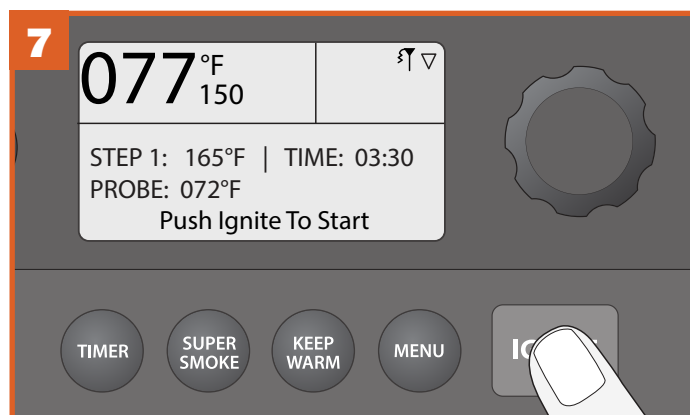 7
077 °F
150
STEP 1: 165°F | TIME: 03:30
PROBE: 072°F
Push Ignite To Start
TIMER
SUPER
SMOKE
KEEP
WARM
MENU